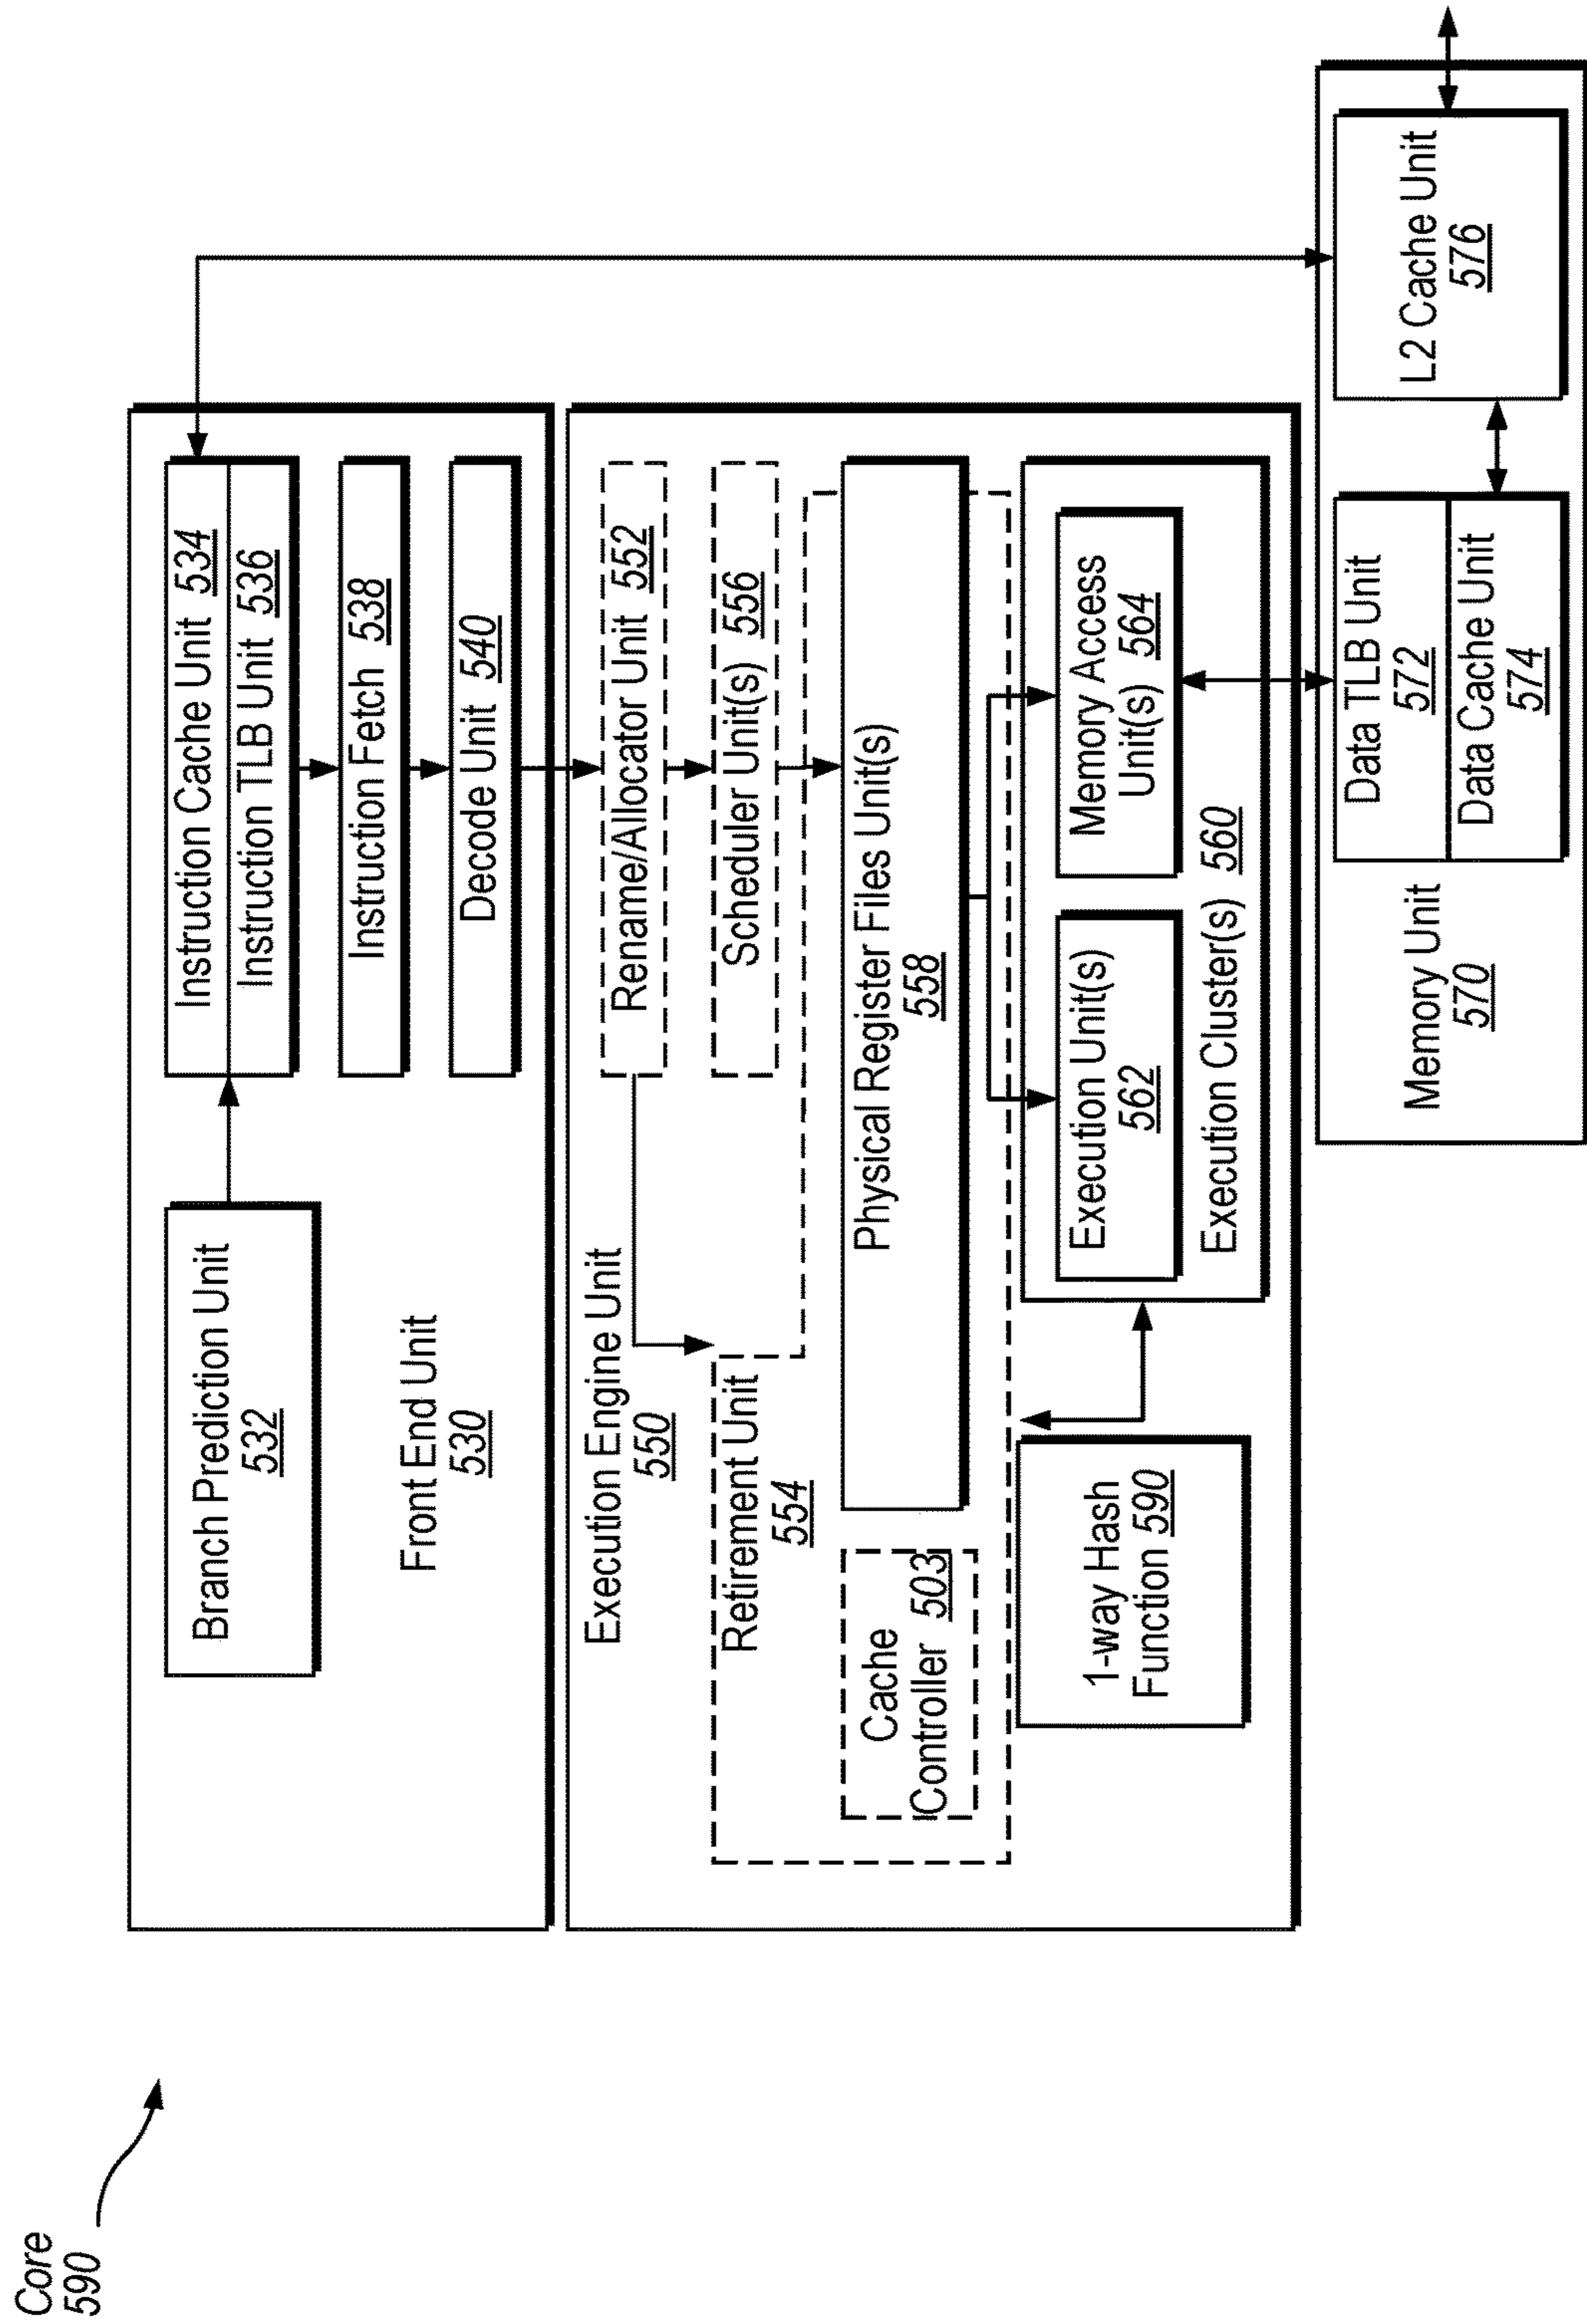 Core
590
Branch Prediction Unit
532
Instruction Cache Unit 534
Instruction TLB Unit 536
Instruction Fetch 538
Decode Unit 540
Front End Unit
530
Execution Engine Unit
550
Rename/Allocator Unit 552
Scheduler Unit(s) 556
Retirement Unit
554
Physical Register Files Unit(s)
558
Cache
Controller 503
1-way Hash
Function 590
Execution Unit(s)
562
Memory Access
Unit(s) 564
Execution Cluster(s) 560
Memory Unit
570
Data TLB Unit
572
Data Cache Unit
574
L2 Cache Unit
576